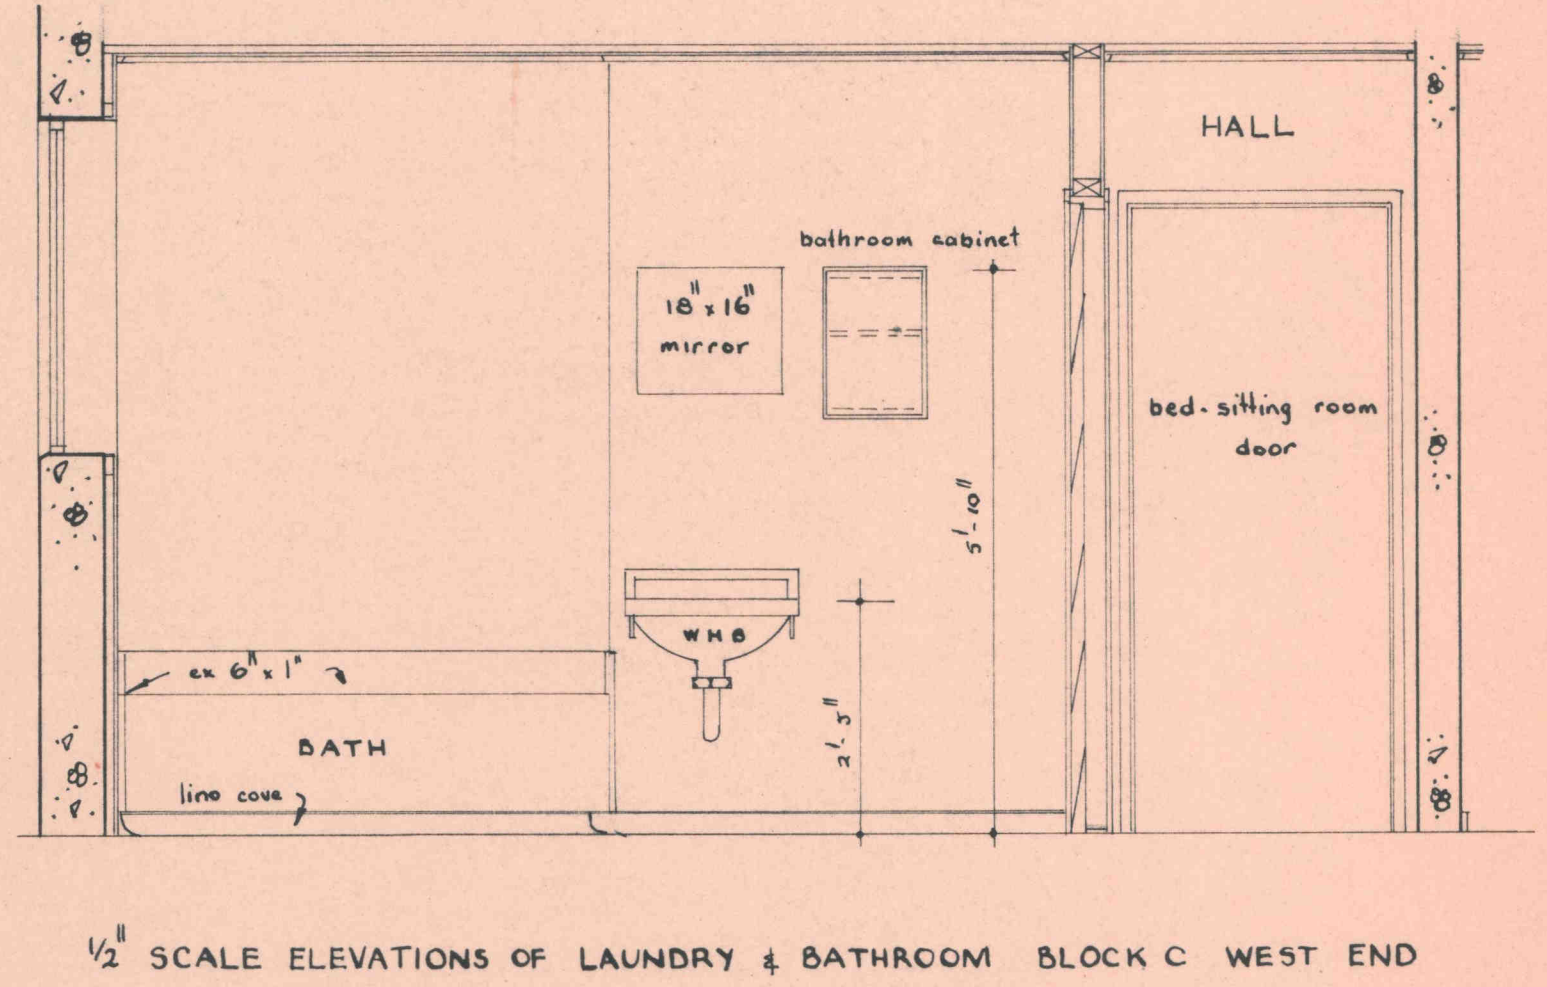 HALL
bathroom cabinet
18" x 16"
mirror
bed-sitting room
door
5'-10"
WHB
ex 6" x 1"
2'-5"
BATH
lino cove
1/2" SCALE ELEVATIONS OF LAUNDRY & BATHROOM BLOCK C WEST END